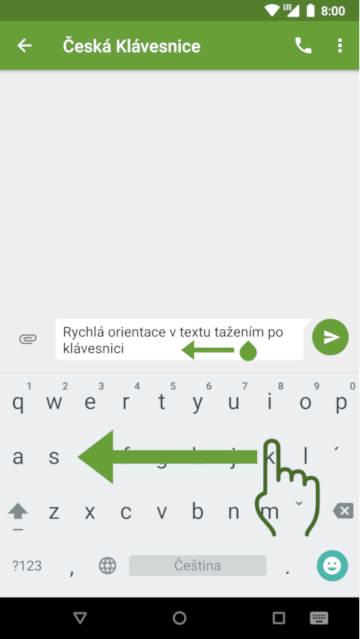 LTE 8:00
Česká Klávesnice
Rychlá orientace v textu tažením po
klávesnici
1 2 3 4 5 6 7 8 9 0
q w e r t y u i o p
a s k l ´
z x c v b n m ˇ
?123 , Čeština .